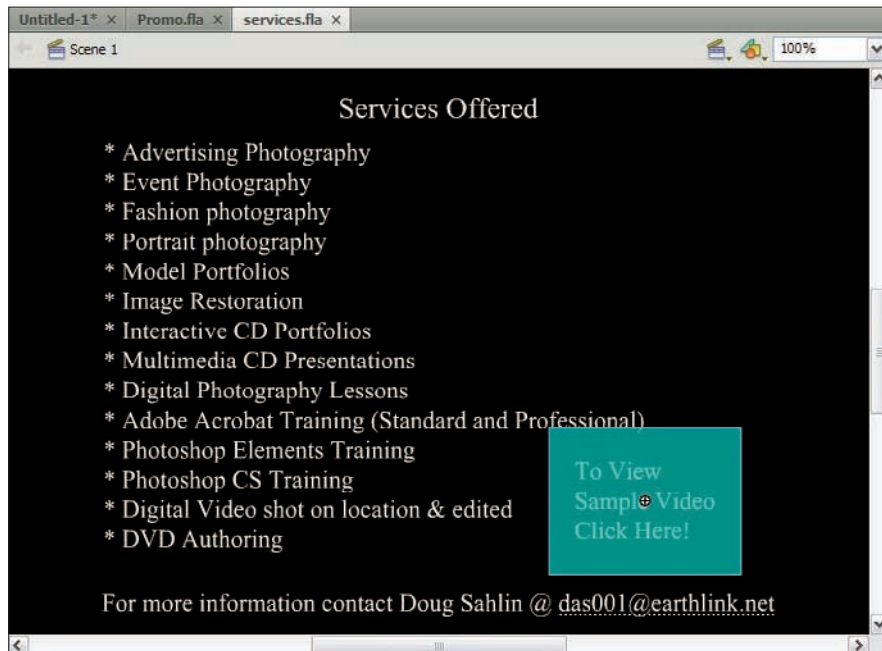 Untitled-1* × Promo.fla × services.fla ×
Scene 1 100%
Services Offered
* Advertising Photography
* Event Photography
* Fashion photography
* Portrait photography
* Model Portfolios
* Image Restoration
* Interactive CD Portfolios
* Multimedia CD Presentations
* Digital Photography Lessons
* Adobe Acrobat Training (Standard and Professional)
* Photoshop Elements Training
* Photoshop CS Training
* Digital Video shot on location & edited
* DVD Authoring
To View
Sample Video
Click Here!
For more information contact Doug Sahlin @ das001@earthlink.net